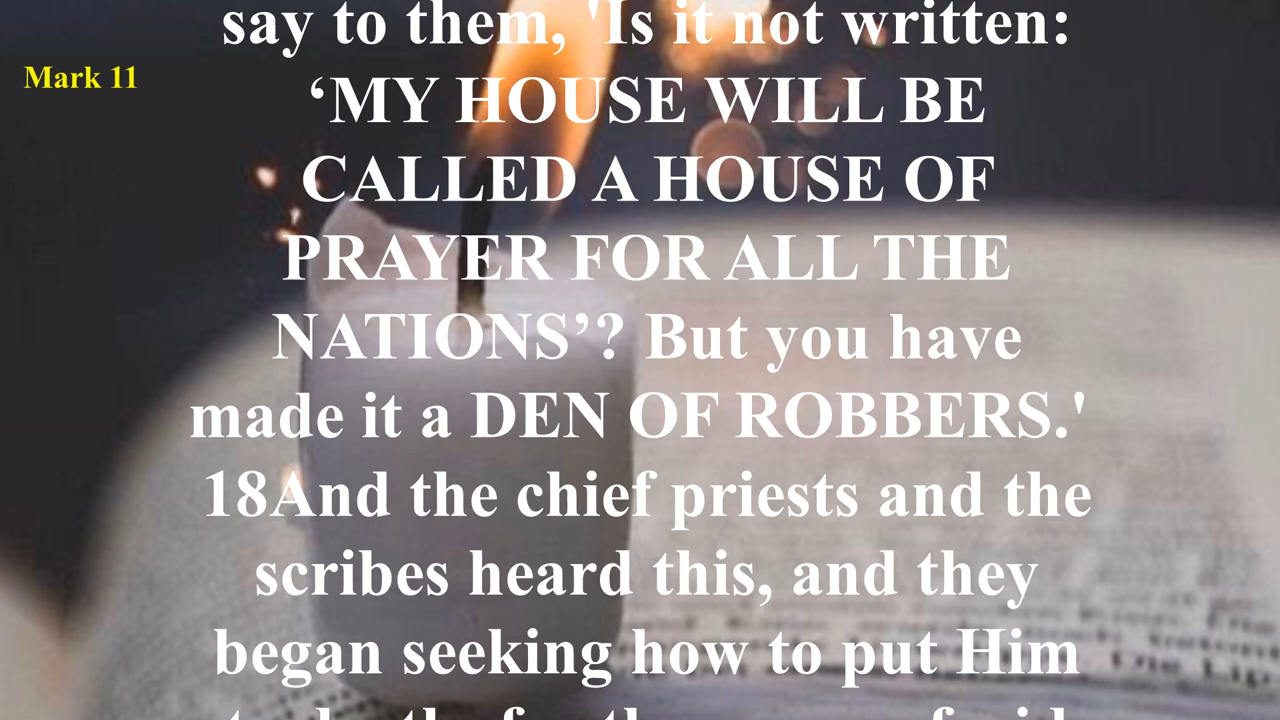 say to them, 'Is it not written:
Mark 11
‘MY HOUSE WILL BE
CALLED A HOUSE OF
PRAYER FOR ALL THE
NATIONS’? But you have
made it a DEN OF ROBBERS.'
18And the chief priests and the
scribes heard this, and they
began seeking how to put Him